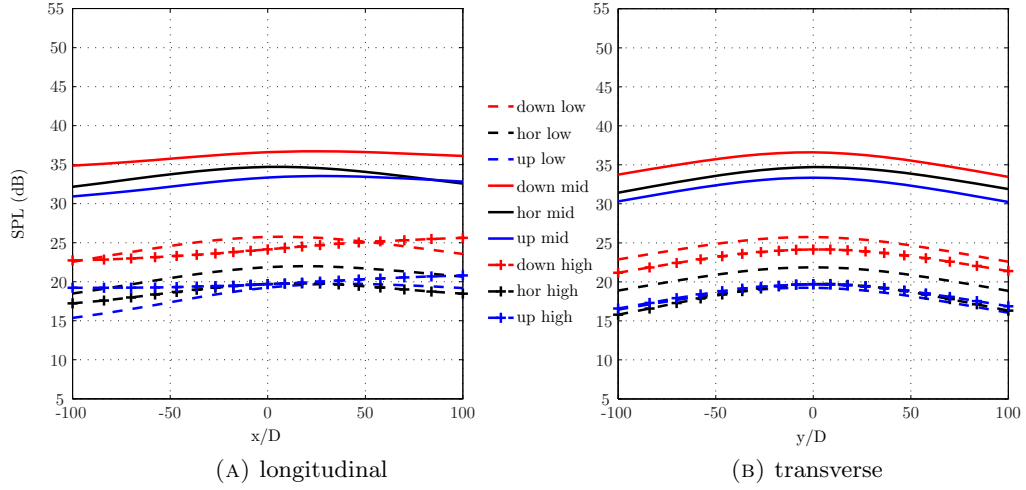 SPL (dB)
55
50
45
40
35
30
25
20
15
10
5
-100
-50
0
50
100
x/D
(A) longitudinal
down low
hor low
up low
down mid
hor mid
up mid
down high
hor high
up high
55
50
45
40
35
30
25
20
15
10
5
-100
-50
0
50
100
y/D
(B) transverse